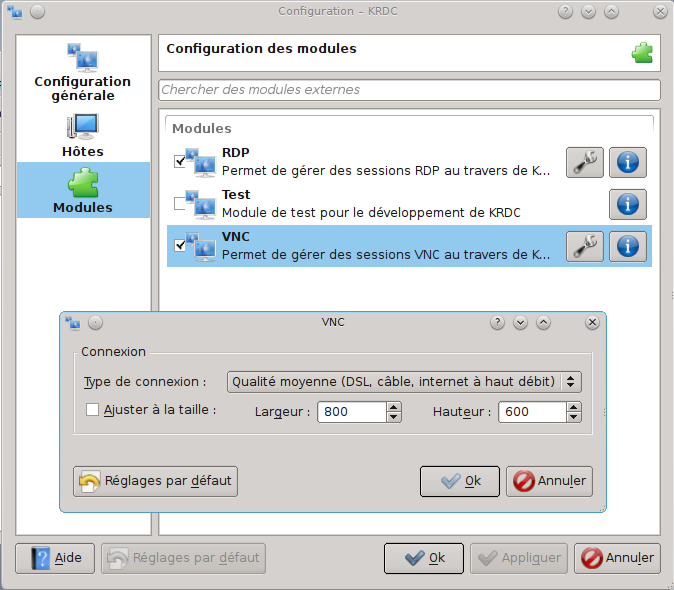 Configuration – KRDC
Configuration
générale
Hôtes
Modules
Configuration des modules
Chercher des modules externes
Modules
RDP
Permet de gérer des sessions RDP au travers de K...
Test
Module de test pour le développement de KRDC
VNC
Permet de gérer des sessions VNC au travers de K...
VNC
Connexion
Type de connexion :
Qualité moyenne (DSL, câble, internet à haut débit)
Ajuster à la taille :
Largeur :
800
Hauteur :
600
Réglages par défaut
Ok
Annuler
Aide
Réglages par défaut
Ok
Appliquer
Annuler